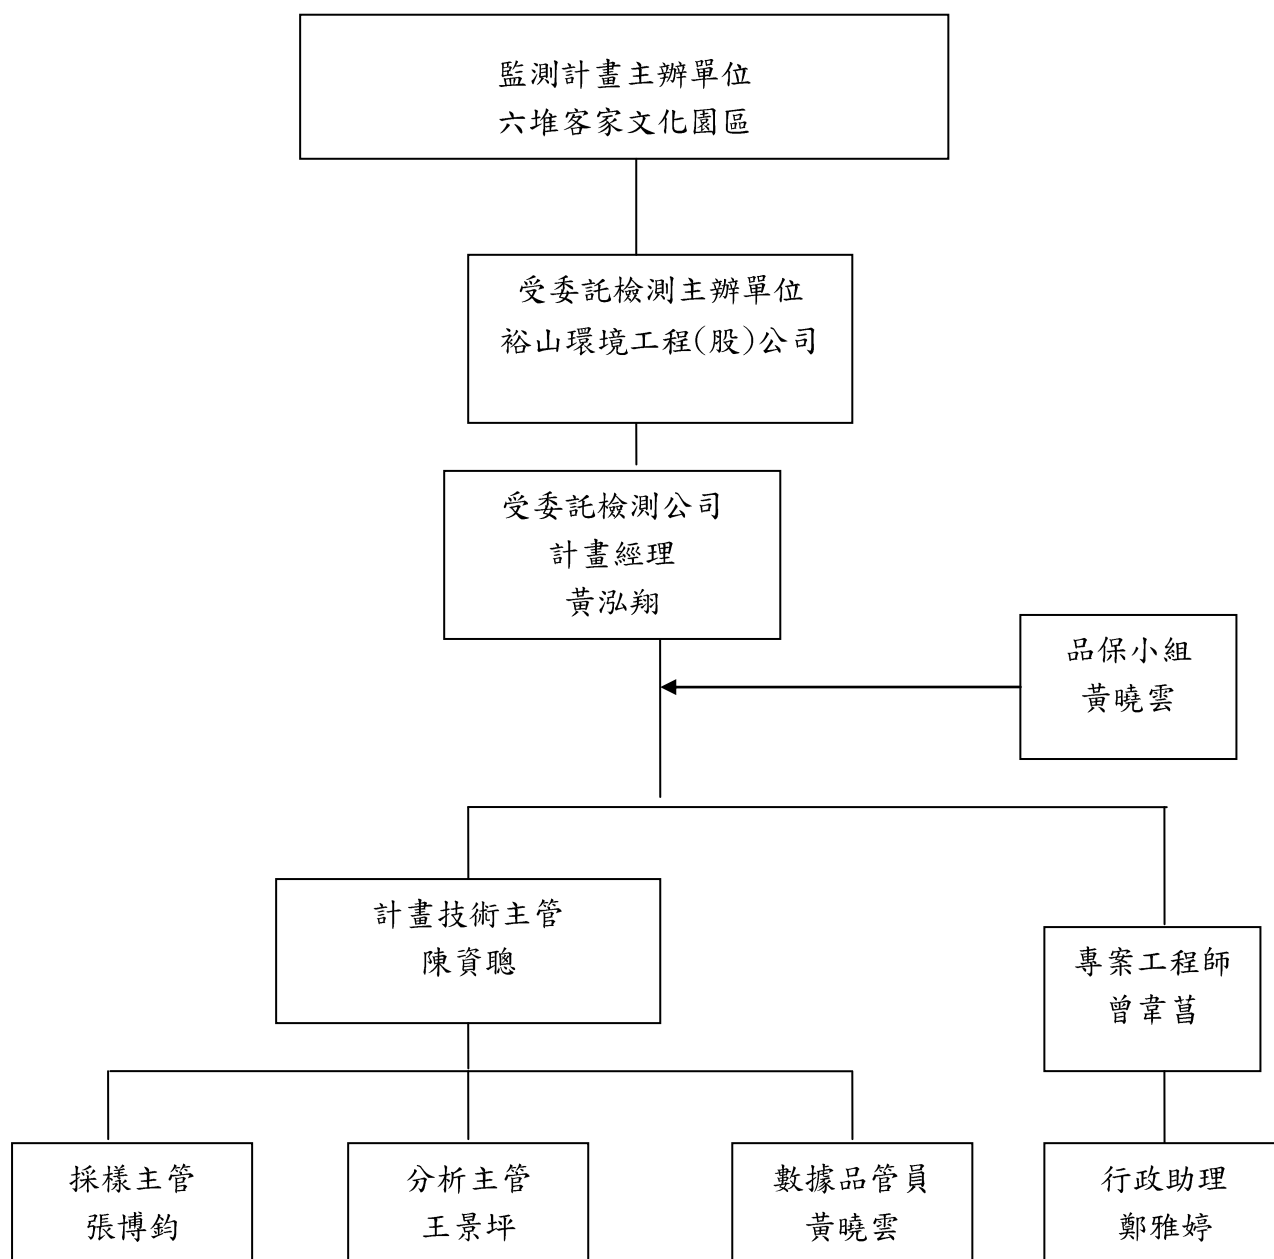 監測計畫主辦單位
六堆客家文化園區
受委託檢測主辦單位
裕山環境工程(股)公司
受委託檢測公司
計畫經理
黃泓翔
品保小組
黃曉雲
計畫技術主管
陳資聰
專案工程師
曾韋菖
採樣主管
張博鈞
分析主管
王景坪
數據品管員
黃曉雲
行政助理
鄭雅婷